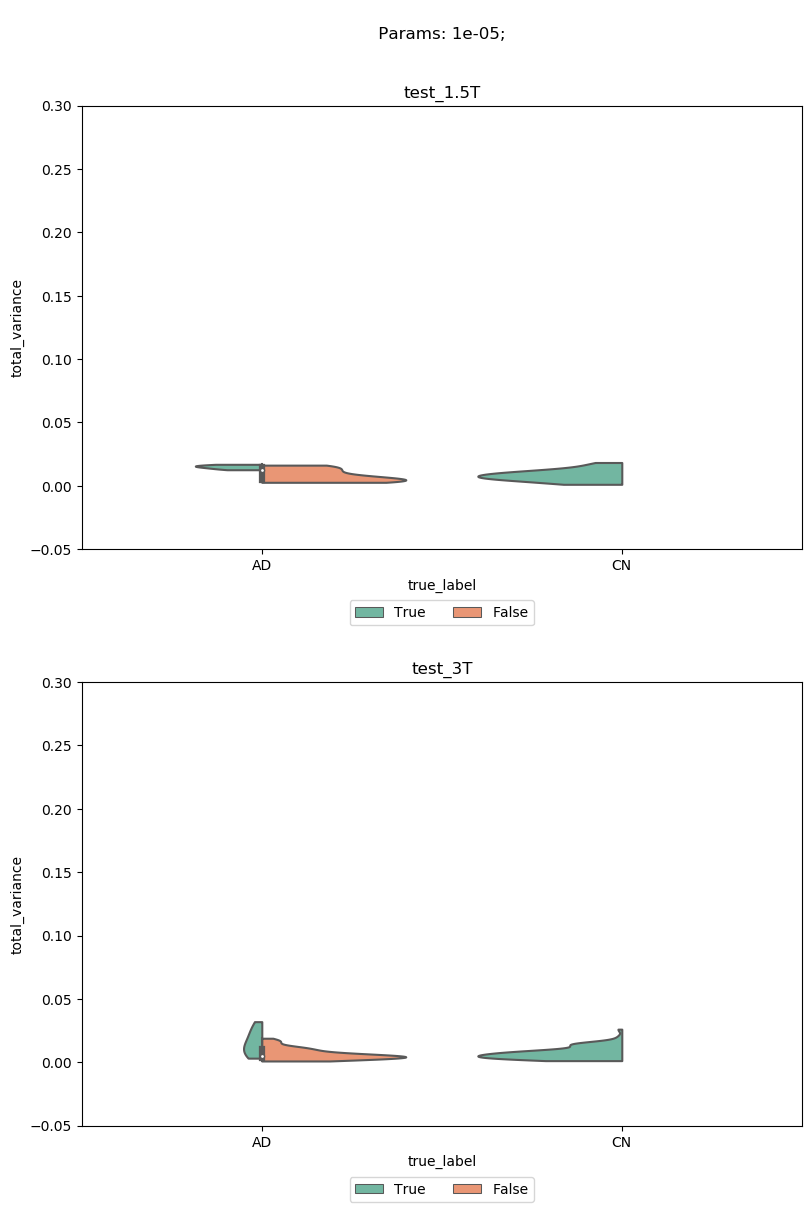 Params: 1e-05;
test_1.5T
0.30
0.25
0.20
0.15
0.10
0.05
0.00
−0.05
total_variance
AD CN
true_label
True False
test_3T
0.30
0.25
0.20
0.15
0.10
0.05
0.00
−0.05
total_variance
AD CN
true_label
True False